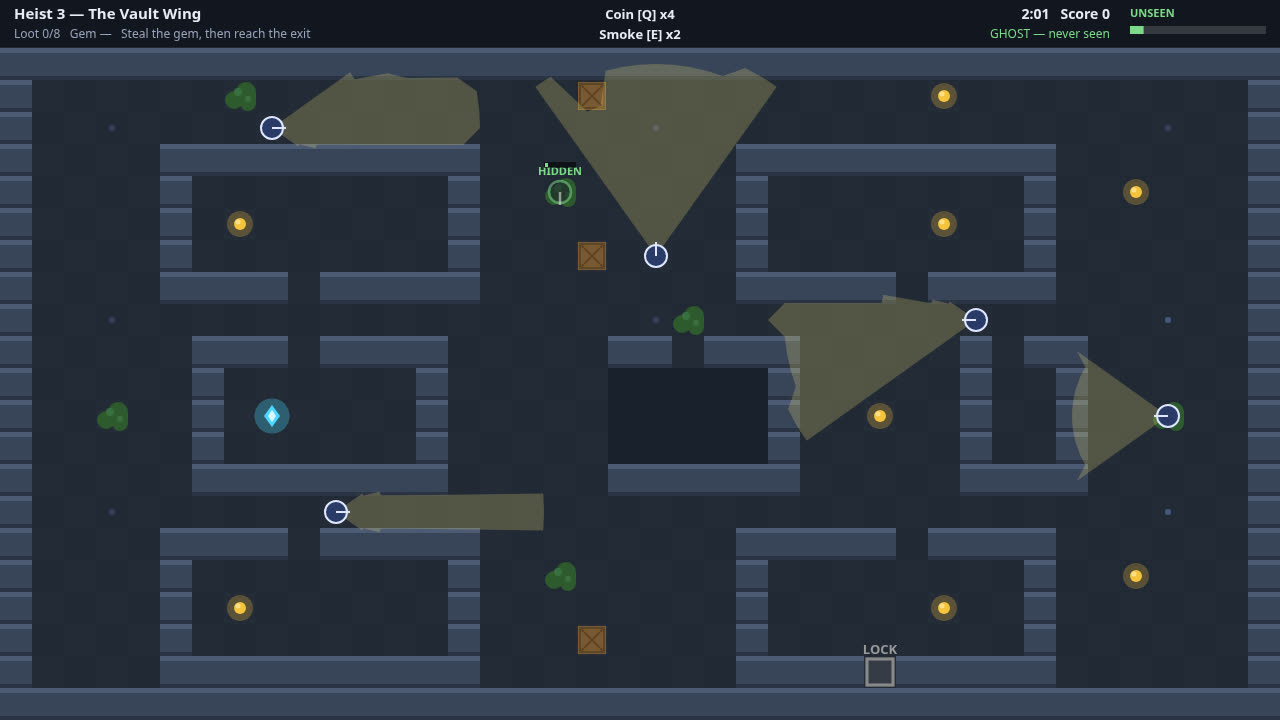 Heist 3 — The Vault Wing
Loot 0/8 Gem — Steal the gem, then reach the exit
Coin [Q] x4
Smoke [E] x2
2:01 Score 0
GHOST — never seen
UNSEEN
HIDDEN
LOCK